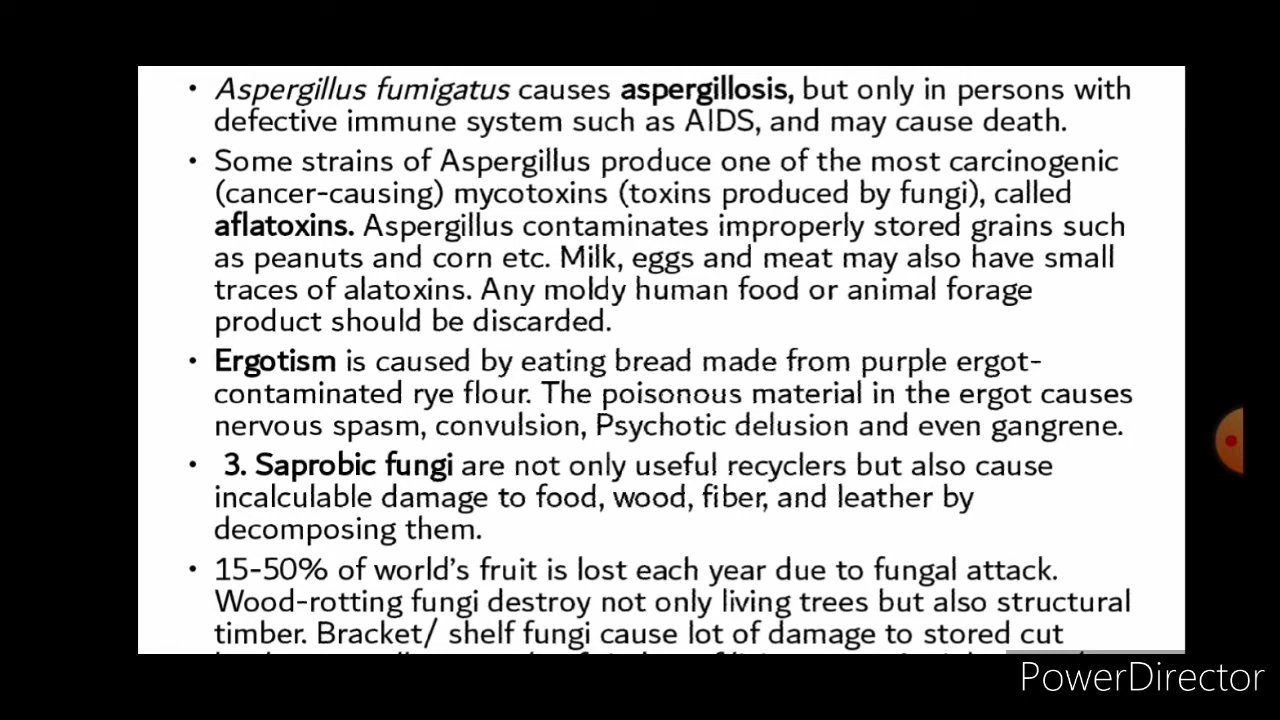 • Aspergillus fumigatus causes aspergillosis, but only in persons with
defective immune system such as AIDS, and may cause death.
• Some strains of Aspergillus produce one of the most carcinogenic
(cancer-causing) mycotoxins (toxins produced by fungi), called
aflatoxins. Aspergillus contaminates improperly stored grains such
as peanuts and corn etc. Milk, eggs and meat may also have small
traces of alatoxins. Any moldy human food or animal forage
product should be discarded.
• Ergotism is caused by eating bread made from purple ergot-
contaminated rye flour. The poisonous material in the ergot causes
nervous spasm, convulsion, Psychotic delusion and even gangrene.
• 3. Saprobic fungi are not only useful recyclers but also cause
incalculable damage to food, wood, fiber, and leather by
decomposing them.
• 15-50% of world's fruit is lost each year due to fungal attack.
Wood-rotting fungi destroy not only living trees but also structural
timber. Bracket/ shelf fungi cause lot of damage to stored cut
PowerDirector